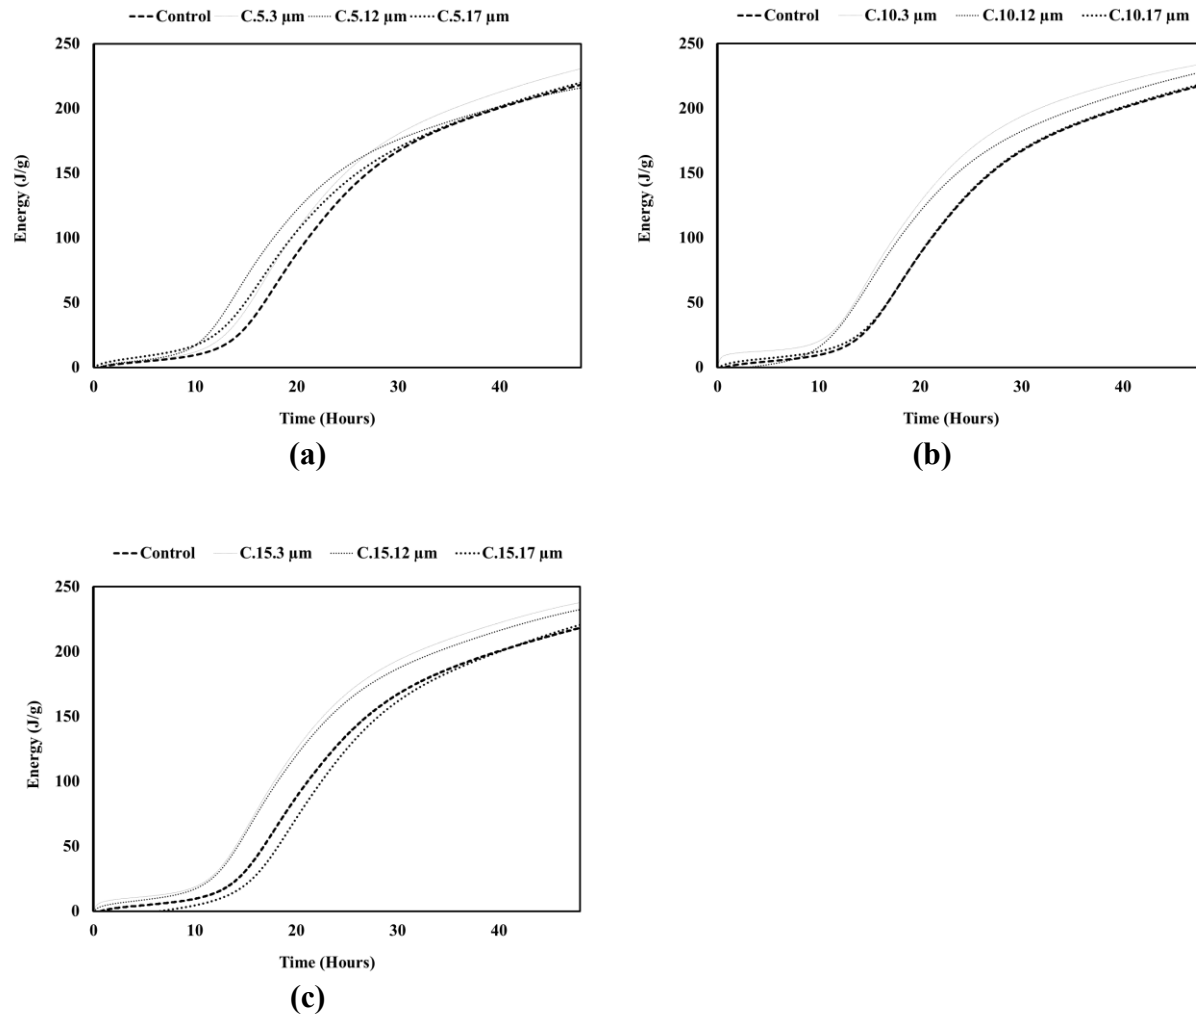 Control C.5.3 µm C.5.12 µm C.5.17 µm
250
200
150
100
50
0
Energy (J/g)
0 10 20 30 40
Time (Hours)
(a)
Control C.10.3 µm C.10.12 µm C.10.17 µm
250
200
150
100
50
0
Energy (J/g)
0 10 20 30 40
Time (Hours)
(b)
Control C.15.3 µm C.15.12 µm C.15.17 µm
250
200
150
100
50
0
Energy (J/g)
0 10 20 30 40
Time (Hours)
(c)